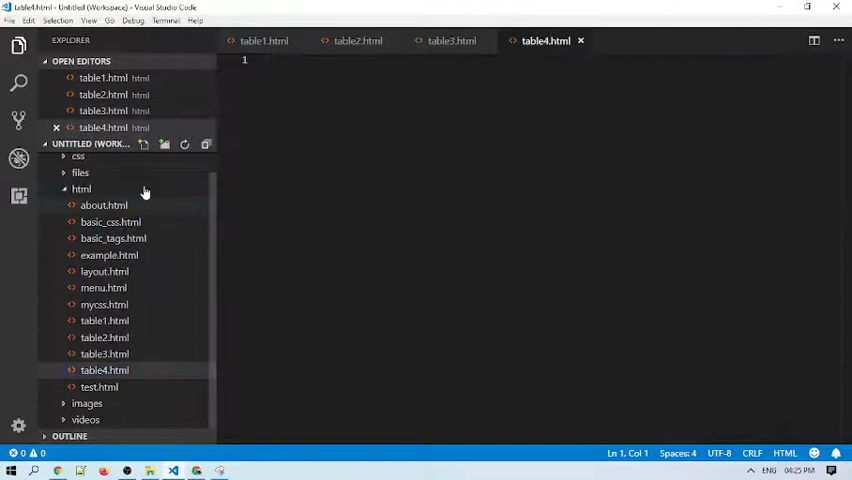 table4.html - Untitled (Workspace) - Visual Studio Code
File Edit Selection View Go Debug Terminal Help
EXPLORER
table1.html table2.html table3.html table4.html
OPEN EDITORS
1
table1.html html
table2.html html
table3.html html
table4.html html
UNTITLED (WORK...
css
files
html
about.html
basic_css.html
basic_tags.html
example.html
layout.html
menu.html
mycss.html
table1.html
table2.html
table3.html
table4.html
test.html
images
videos
OUTLINE
0 0 Ln 1, Col 1 Spaces: 4 UTF-8 CRLF HTML
ENG 04:25 PM